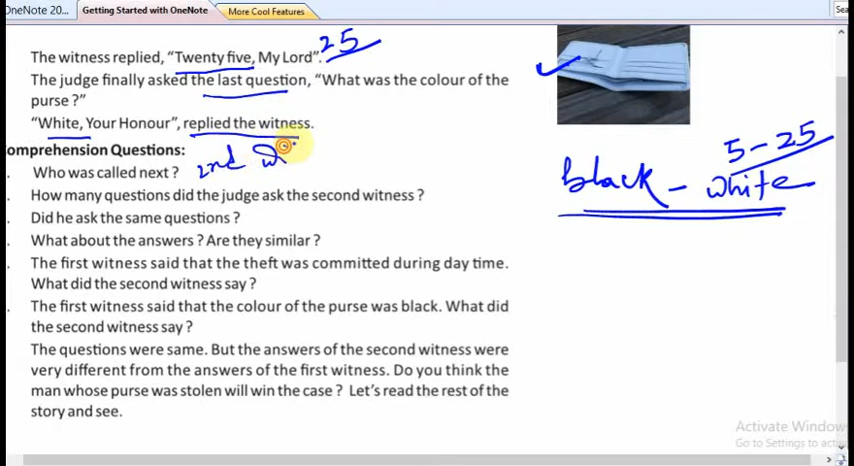 OneNote 20...
Getting Started with OneNote
More Cool Features
Sea
The witness replied, “Twenty five, My Lord”.
25
The judge finally asked the last question, “What was the colour of the
purse ?”
“White, Your Honour”, replied the witness.
omprehension Questions:
. Who was called next ?
2nd w
. How many questions did the judge ask the second witness ?
. Did he ask the same questions ?
. What about the answers ? Are they similar ?
. The first witness said that the theft was committed during day time.
What did the second witness say ?
. The first witness said that the colour of the purse was black. What did
the second witness say ?
The questions were same. But the answers of the second witness were
very different from the answers of the first witness. Do you think the
man whose purse was stolen will win the case ? Let’s read the rest of the
story and see.
5 - 25
black - white
Activate Window
Go to Settings to activ